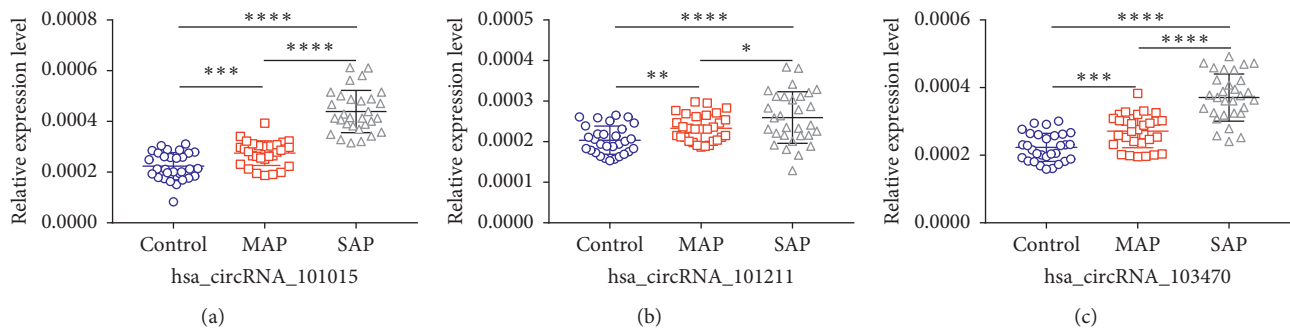 Relative expression level
0.0008
0.0006
0.0004
0.0002
0.0000
****
****
***
Control MAP SAP
hsa_circRNA_101015
(a)
Relative expression level
0.0005
0.0004
0.0003
0.0002
0.0001
0.0000
****
*
**
Control MAP SAP
hsa_circRNA_101211
(b)
Relative expression level
0.0006
0.0004
0.0002
0.0000
****
****
***
Control MAP SAP
hsa_circRNA_103470
(c)